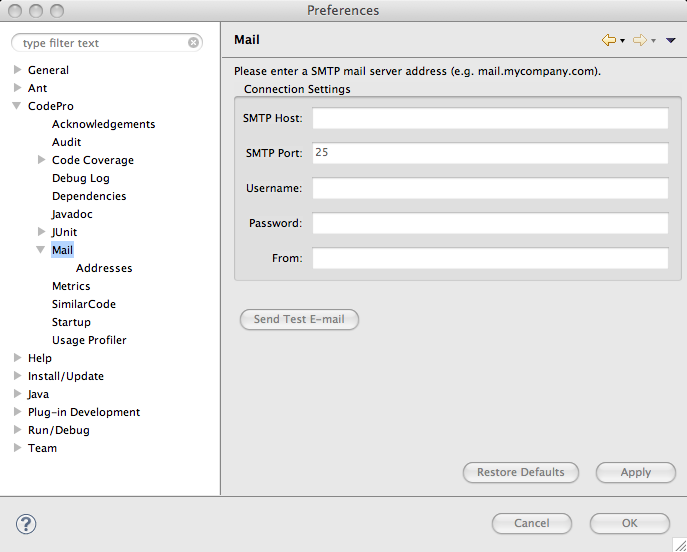 Preferences
type filter text
General
Ant
CodePro
Acknowledgements
Audit
Code Coverage
Debug Log
Dependencies
Javadoc
JUnit
Mail
Addresses
Metrics
SimilarCode
Startup
Usage Profiler
Help
Install/Update
Java
Plug-in Development
Run/Debug
Team
Mail
Please enter a SMTP mail server address (e.g. mail.mycompany.com).
Connection Settings
SMTP Host:
SMTP Port: 25
Username:
Password:
From:
Send Test E-mail
Restore Defaults Apply
? Cancel OK